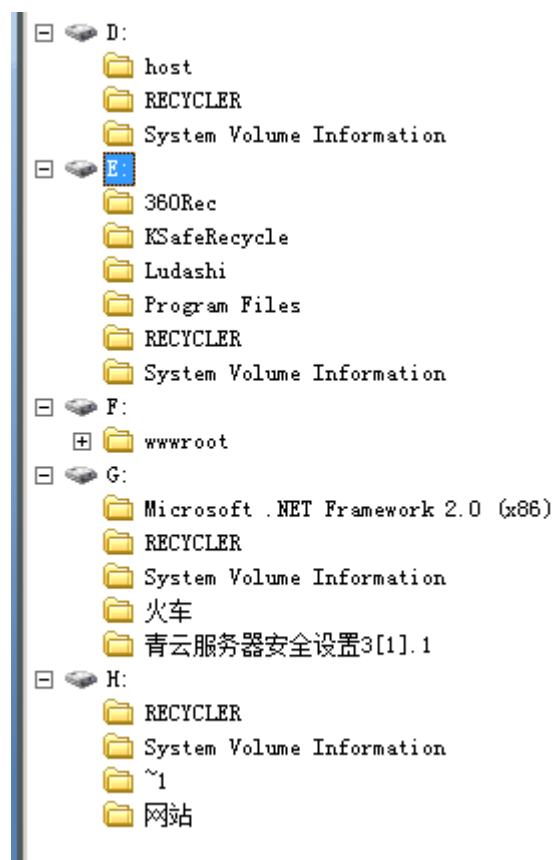 D:
host
RECYCLER
System Volume Information
E:
360Rec
KSafeRecycle
Ludashi
Program Files
RECYCLER
System Volume Information
F:
wwwroot
G:
Microsoft .NET Framework 2.0 (x86)
RECYCLER
System Volume Information
火车
青云服务器安全设置3[1].1
H:
RECYCLER
System Volume Information
~1
网站